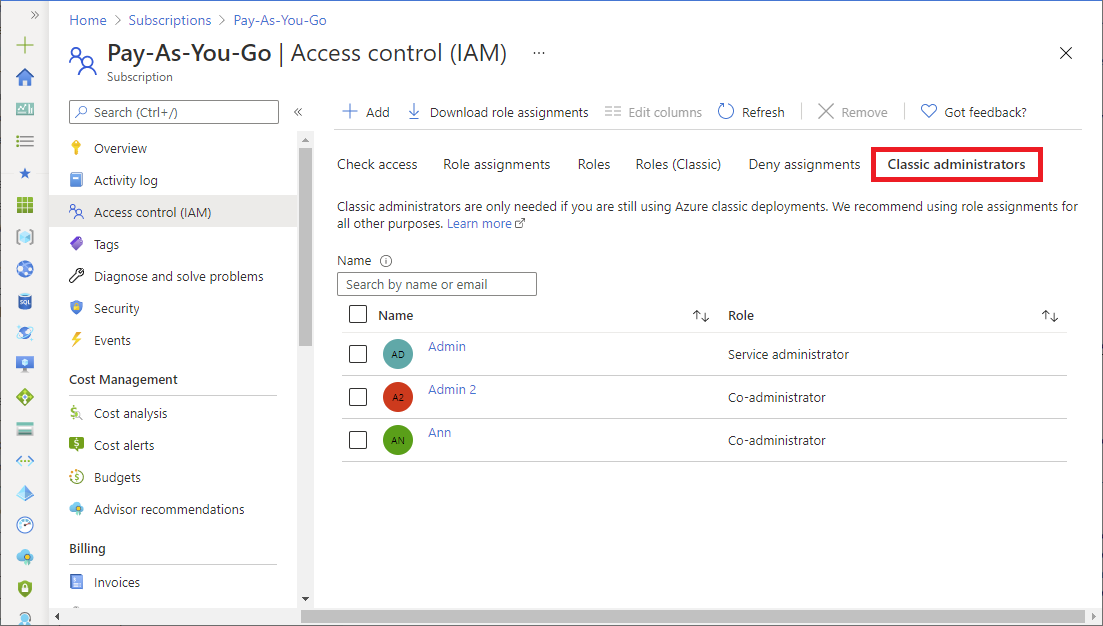 Home > Subscriptions > Pay-As-You-Go
Pay-As-You-Go | Access control (IAM) ...
Subscription
Search (Ctrl+/)
Overview
Activity log
Access control (IAM)
Tags
Diagnose and solve problems
Security
Events
Cost Management
Cost analysis
Cost alerts
Budgets
Advisor recommendations
Billing
Invoices
Add Download role assignments Edit columns Refresh Remove Got feedback?
Check access Role assignments Roles Roles (Classic) Deny assignments Classic administrators
Classic administrators are only needed if you are still using Azure classic deployments. We recommend using role assignments for
all other purposes. Learn more
Name
Search by name or email
Name Role
AD Admin Service administrator
A2 Admin 2 Co-administrator
AN Ann Co-administrator
SQL